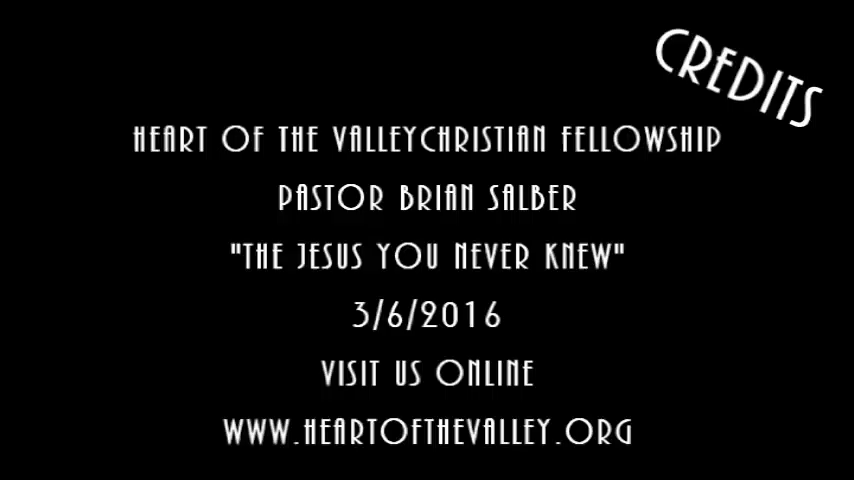 CREDITS
HEART OF THE VALLEYCHRISTIAN FELLOWSHIP
PASTOR BRIAN SALBER
"THE JESUS YOU NEVER KNEW"
3/6/2016
VISIT US ONLINE
WWW.HEARTOFTHEVALLEY.ORG